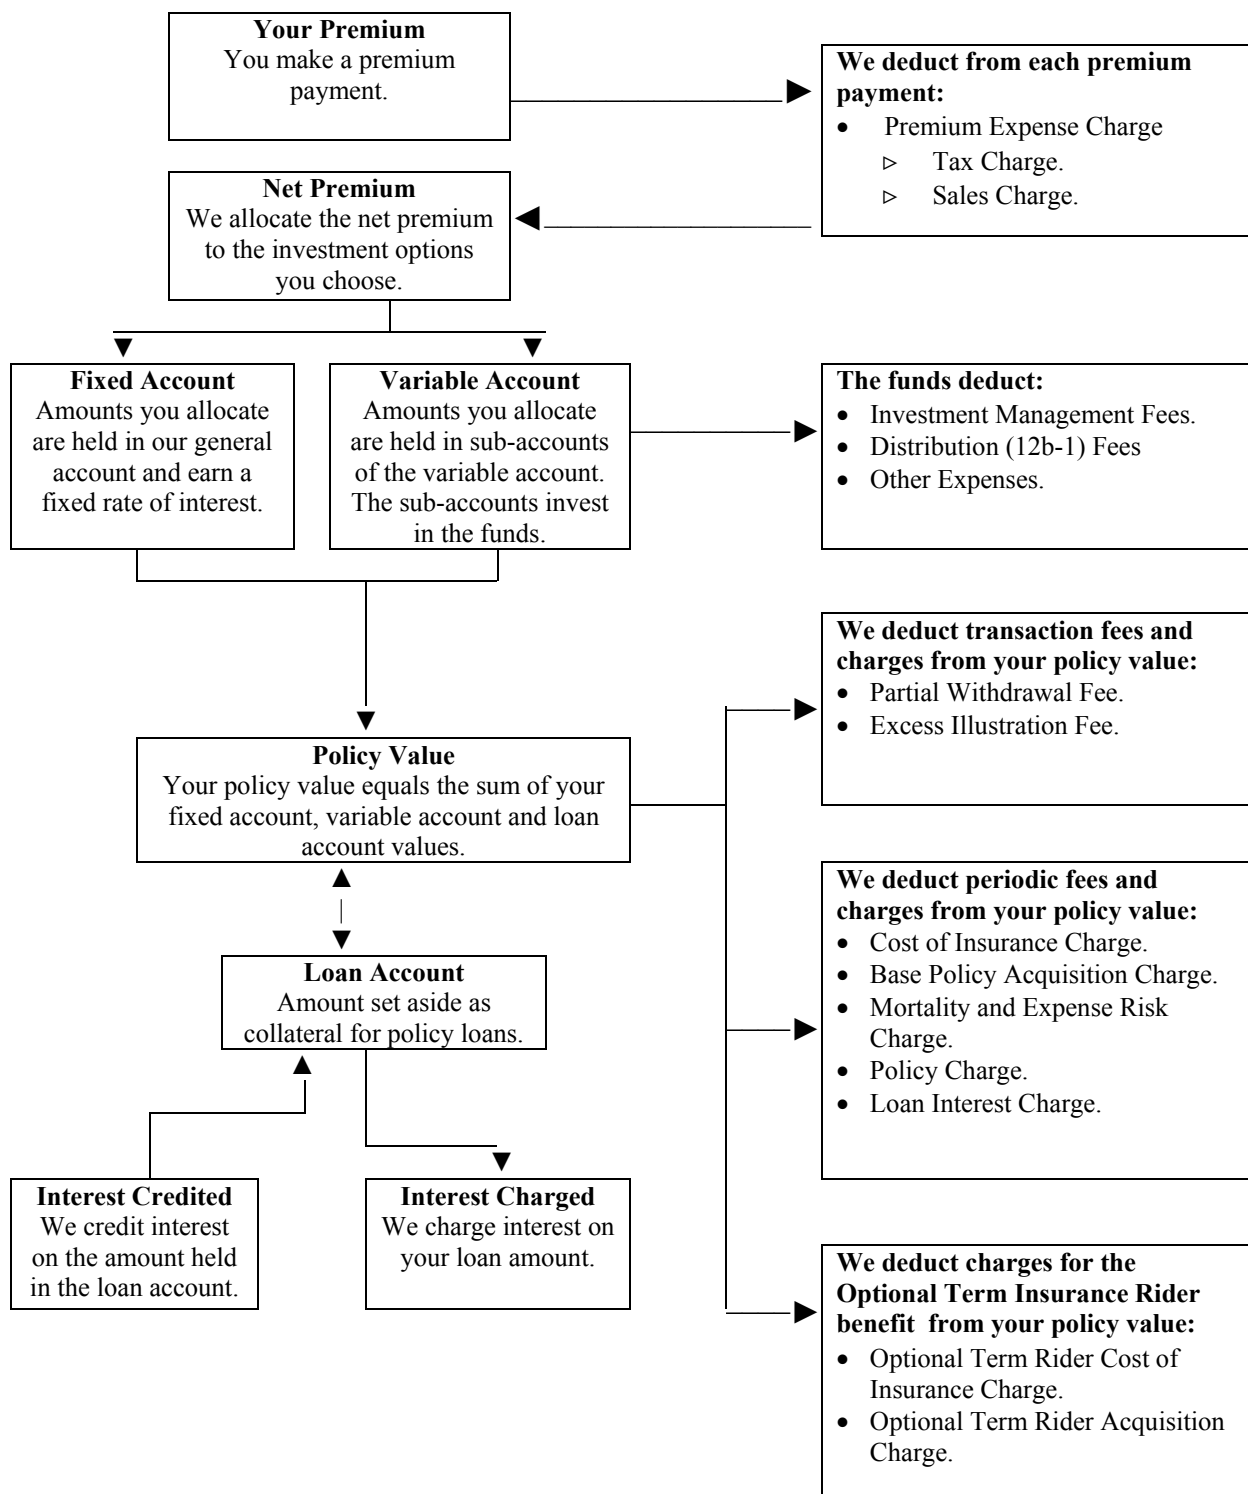 Your Premium
You make a premium
payment.
We deduct from each premium
payment:
• Premium Expense Charge
▹ Tax Charge.
▹ Sales Charge.
Net Premium
We allocate the net premium
to the investment options
you choose.
Fixed Account
Amounts you allocate
are held in our general
account and earn a
fixed rate of interest.
Variable Account
Amounts you allocate
are held in sub-accounts
of the variable account.
The sub-accounts invest
in the funds.
The funds deduct:
• Investment Management Fees.
• Distribution (12b-1) Fees
• Other Expenses.
We deduct transaction fees and
charges from your policy value:
• Partial Withdrawal Fee.
• Excess Illustration Fee.
Policy Value
Your policy value equals the sum of your
fixed account, variable account and loan
account values.
We deduct periodic fees and
charges from your policy value:
• Cost of Insurance Charge.
• Base Policy Acquisition Charge.
• Mortality and Expense Risk
Charge.
• Policy Charge.
• Loan Interest Charge.
Loan Account
Amount set aside as
collateral for policy loans.
Interest Credited
We credit interest
on the amount held
in the loan account.
Interest Charged
We charge interest on
your loan amount.
We deduct charges for the
Optional Term Insurance Rider
benefit from your policy value:
• Optional Term Rider Cost of
Insurance Charge.
• Optional Term Rider Acquisition
Charge.